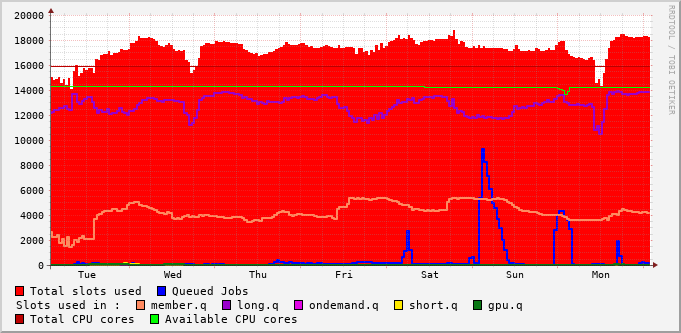 20000
18000
16000
14000
12000
10000
8000
6000
4000
2000
0
Tue Wed Thu Fri Sat Sun Mon
RRDTOOL / TOBI OETIKER
Total slots used Queued Jobs
Slots used in : member.q long.q ondemand.q short.q gpu.q
Total CPU cores Available CPU cores